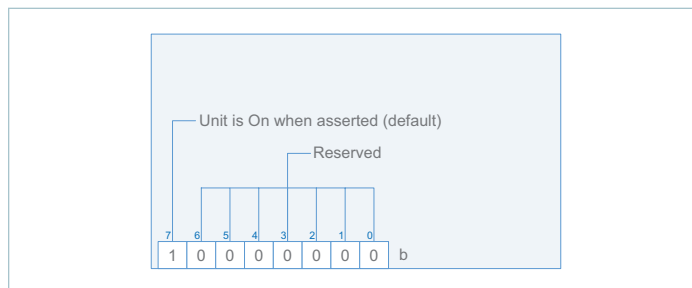 Unit is On when asserted (default)
Reserved
7 6 5 4 3 2 1 0
1 0 0 0 0 0 0 0 b